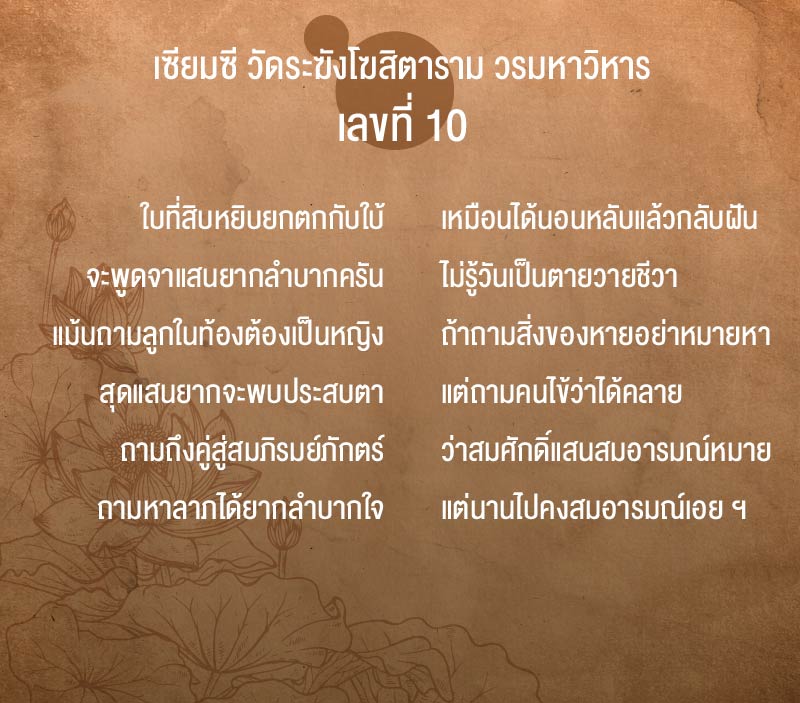 เซียมซี วัดระฆังโฆสิตาราม วรมหาวิหาร
เลขที่ 10
ใบที่สิบหยิบยกตกกับใบ้ เหมือนได้นอนหลับแล้วกลับฝัน
จะพูดจาแสนยากลำบากครัน ไม่รู้วันเป็นตายวายชีวา
แม้นถามลูกในท้องต้องเป็นหญิง ถ้าถามสิ่งของหายอย่าหมายหา
สุดแสนยากจะพบประสบตา แต่ถามคนไข้ว่าได้คลาย
ถามถึงคู่สู่สมภิรมย์ภักตร์ ว่าสมศักดิ์แสนสมอารมณ์หมาย
ถามหาลาภได้ยากลำบากใจ แต่นานไปคงสมอารมณ์เอย ฯ